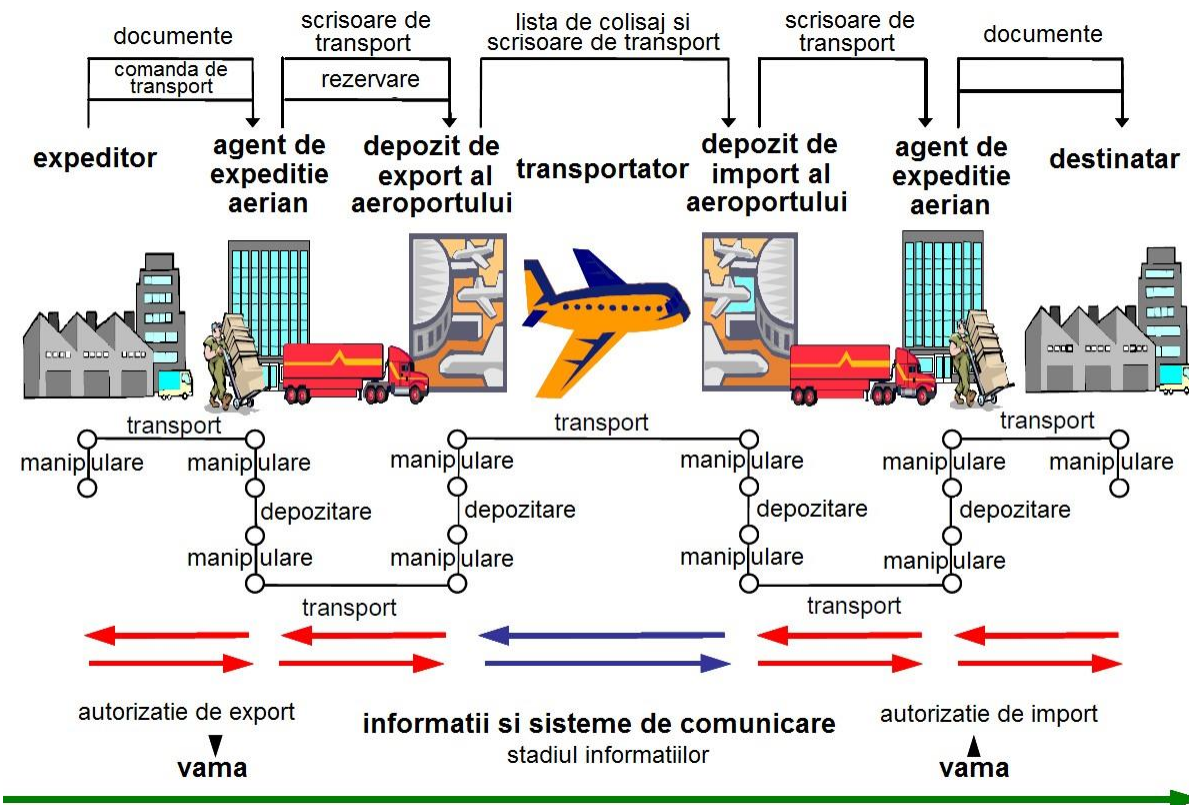 documente
comanda de
transport
scrisoare de
transport
rezervare
lista de colisaj si
scrisoare de transport
scrisoare de
transport
documente
expeditor
agent de
expeditie
aerian
depozit de
export al
aeroportului
transportator
depozit de
import al
aeroportului
agent de
expeditie
aerian
destinatar
transport
transport
transport
manipulare
manipulare
manipulare
manipulare
manipulare
manipulare
depozitare
depozitare
depozitare
depozitare
manipulare
manipulare
manipulare
manipulare
transport
transport
autorizatie de export
informatii si sisteme de comunicare
autorizatie de import
stadiul informatiilor
vama
vama